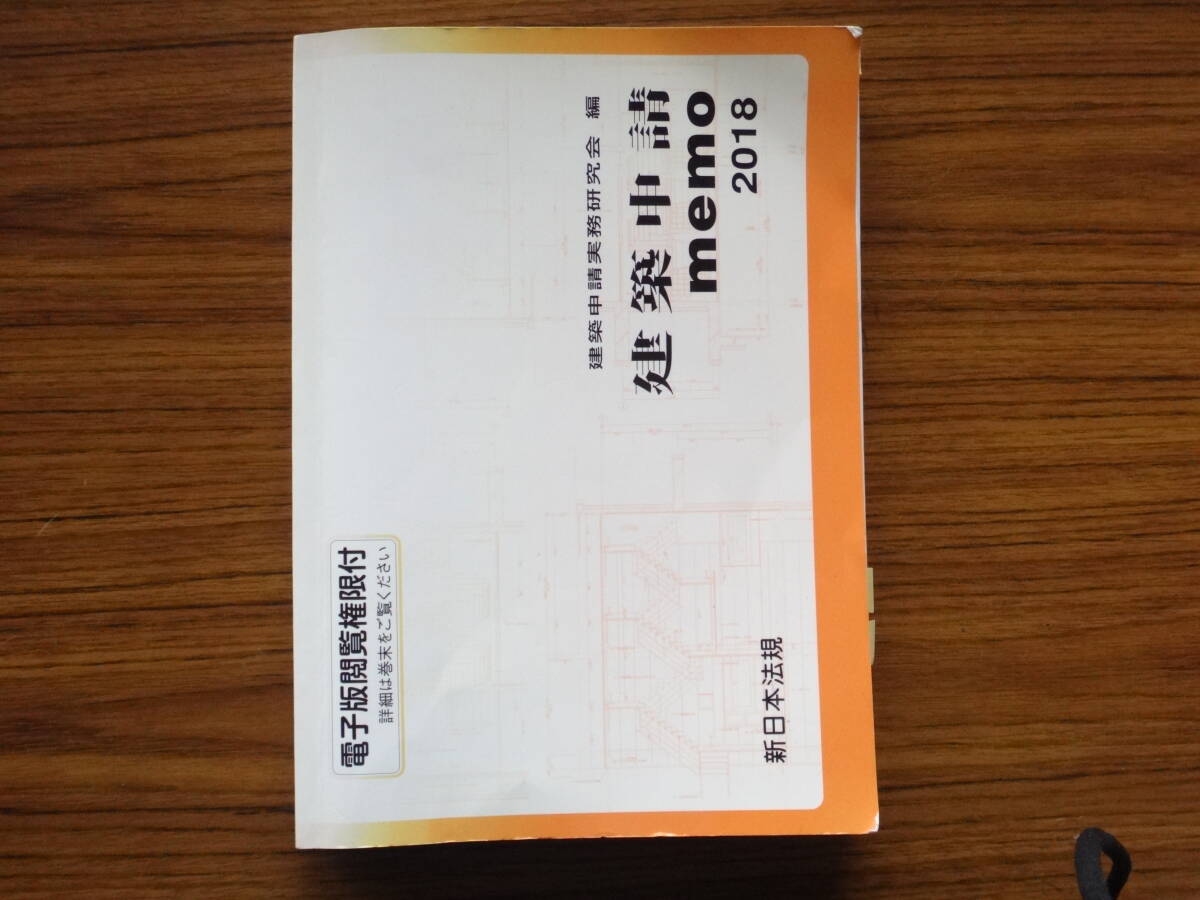 電子版閲覧権限付
詳細は巻末をご覧ください
建築申請実務研究会 編
建築申請
memo
2018
新日本法規